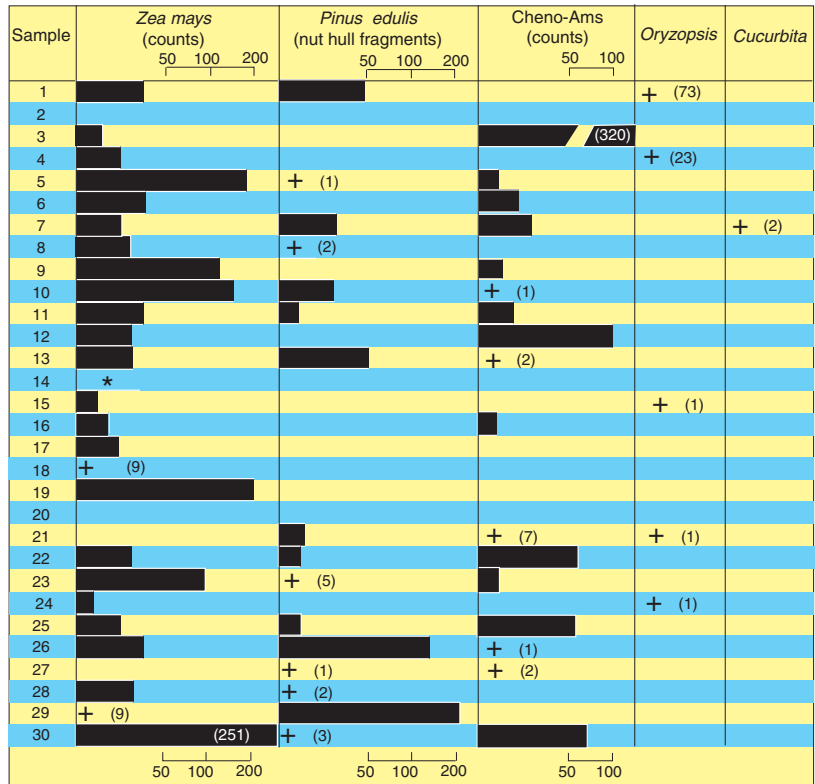 Sample Zea mays (counts) Pinus edulis (nut hull fragments) Cheno-Ams (counts) Oryzopsis Cucurbita
50 100 200 50 100 200 50 100
1 + (73)
2
3 (320)
4 + (23)
5 + (1)
6
7 + (2)
8 + (2)
9
10 + (1)
11
12
13 + (2)
14 *
15 + (1)
16
17
18 + (9)
19
20
21 + (7) + (1)
22
23 + (5)
24 + (1)
25
26 + (1)
27 + (1) + (2)
28 + (2)
29 + (9)
30 (251) + (3)
50 100 200 50 100 200 50 100